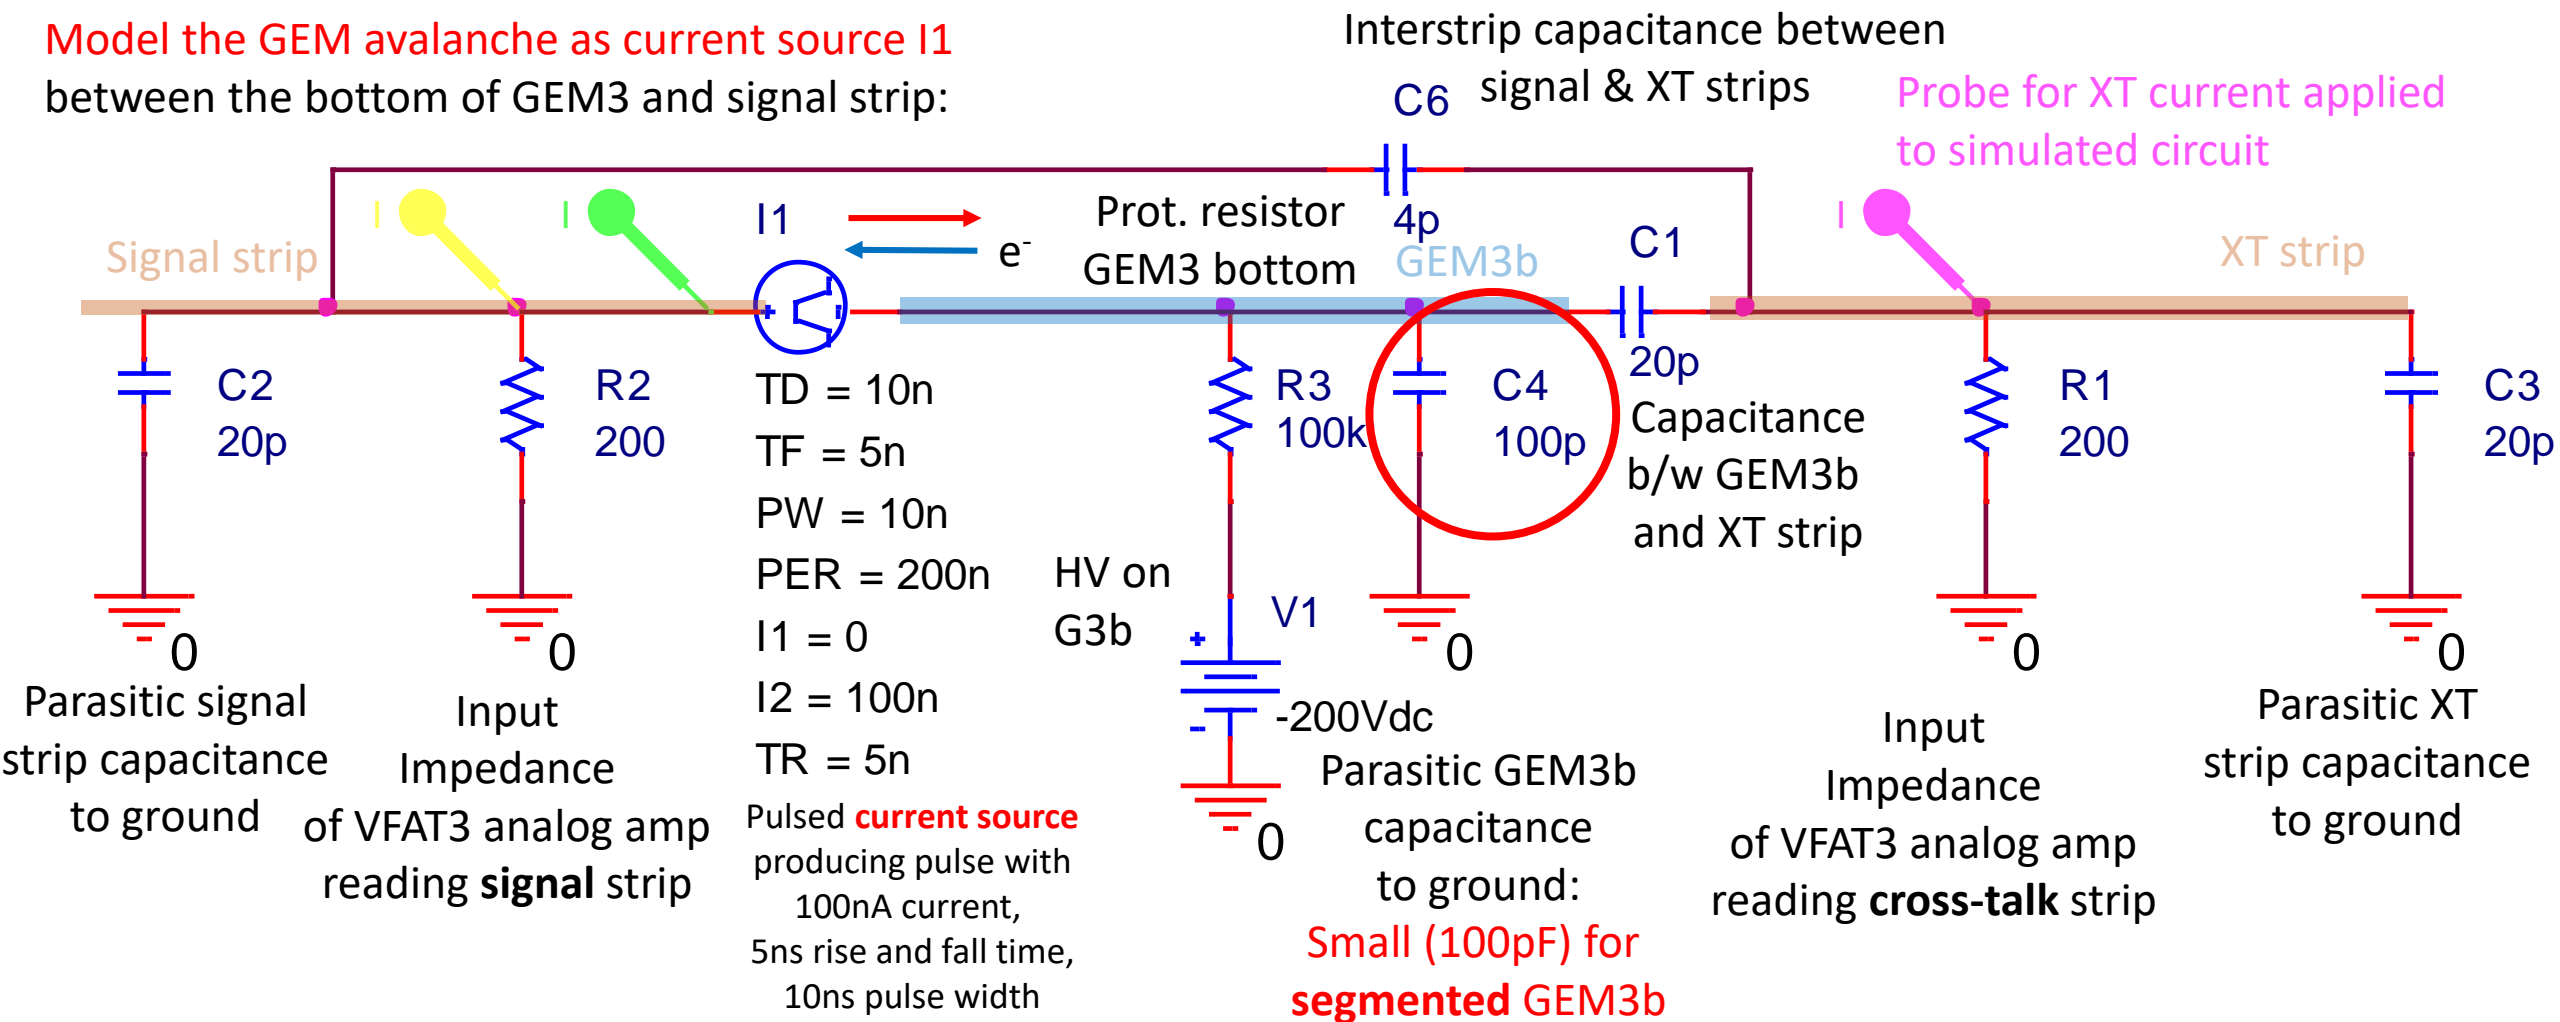 Model the GEM avalanche as current source I1
between the bottom of GEM3 and signal strip:
Interstrip capacitance between
signal & XT strips
C6
4p
Probe for XT current applied
to simulated circuit
Signal strip
I
I
I1
e-
Prot. resistor
GEM3 bottom
GEM3b
C1
20p
Capacitance
b/w GEM3b
and XT strip
I
XT strip
C2
20p
R2
200
TD = 10n
TF = 5n
PW = 10n
PER = 200n
I1 = 0
I2 = 100n
TR = 5n
R3
100k
C4
100p
R1
200
C3
20p
HV on
G3b
V1
-200Vdc
0
0
0
0
0
0
Parasitic signal
strip capacitance
to ground
Input
Impedance
of VFAT3 analog amp
reading signal strip
Pulsed current source
producing pulse with
100nA current,
5ns rise and fall time,
10ns pulse width
Parasitic GEM3b
capacitance
to ground:
Small (100pF) for
segmented GEM3b
Input
Impedance
of VFAT3 analog amp
reading cross-talk strip
Parasitic XT
strip capacitance
to ground